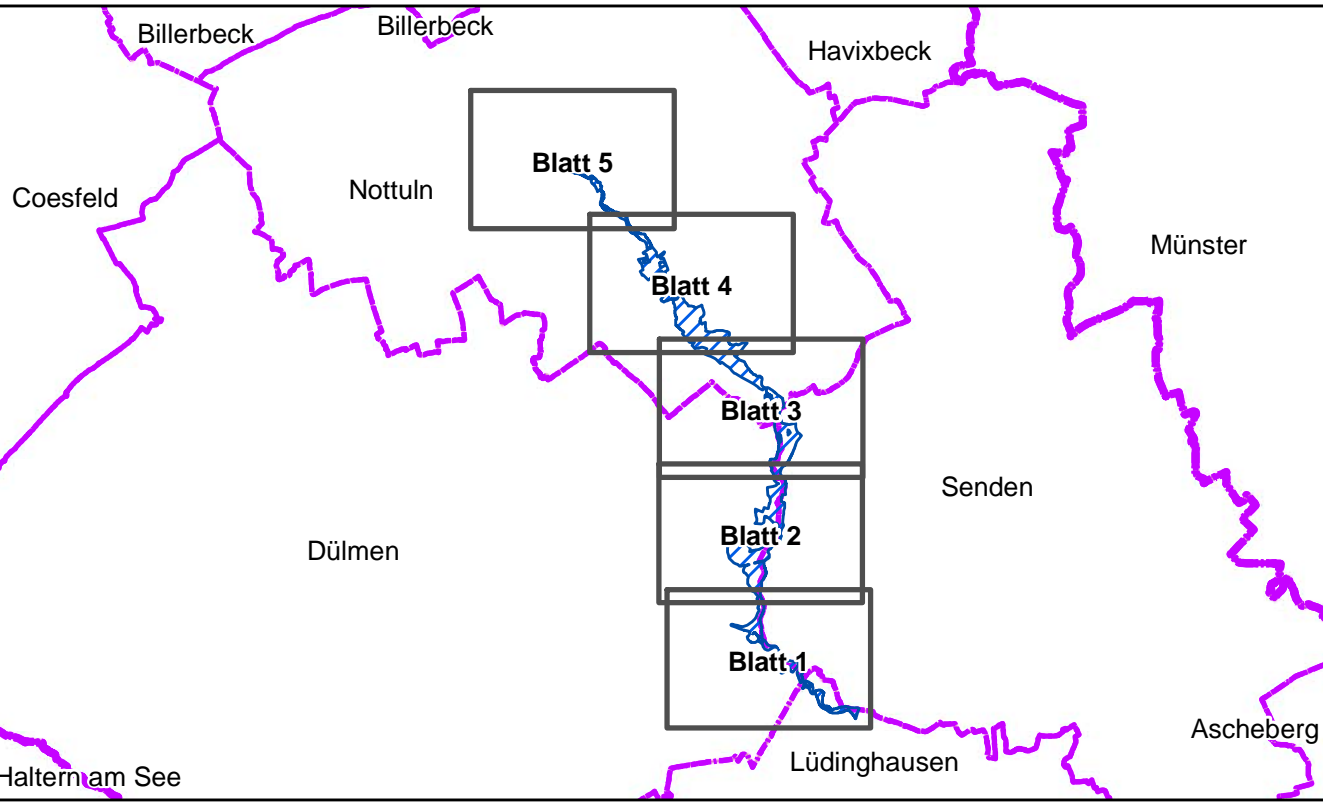 Billerbeck
Billerbeck
Havixbeck
Blatt 5
Coesfeld
Nottuln
Münster
Blatt 4
Blatt 3
Senden
Blatt 2
Dülmen
Blatt 1
Ascheberg
Lüdinghausen
Haltern am See